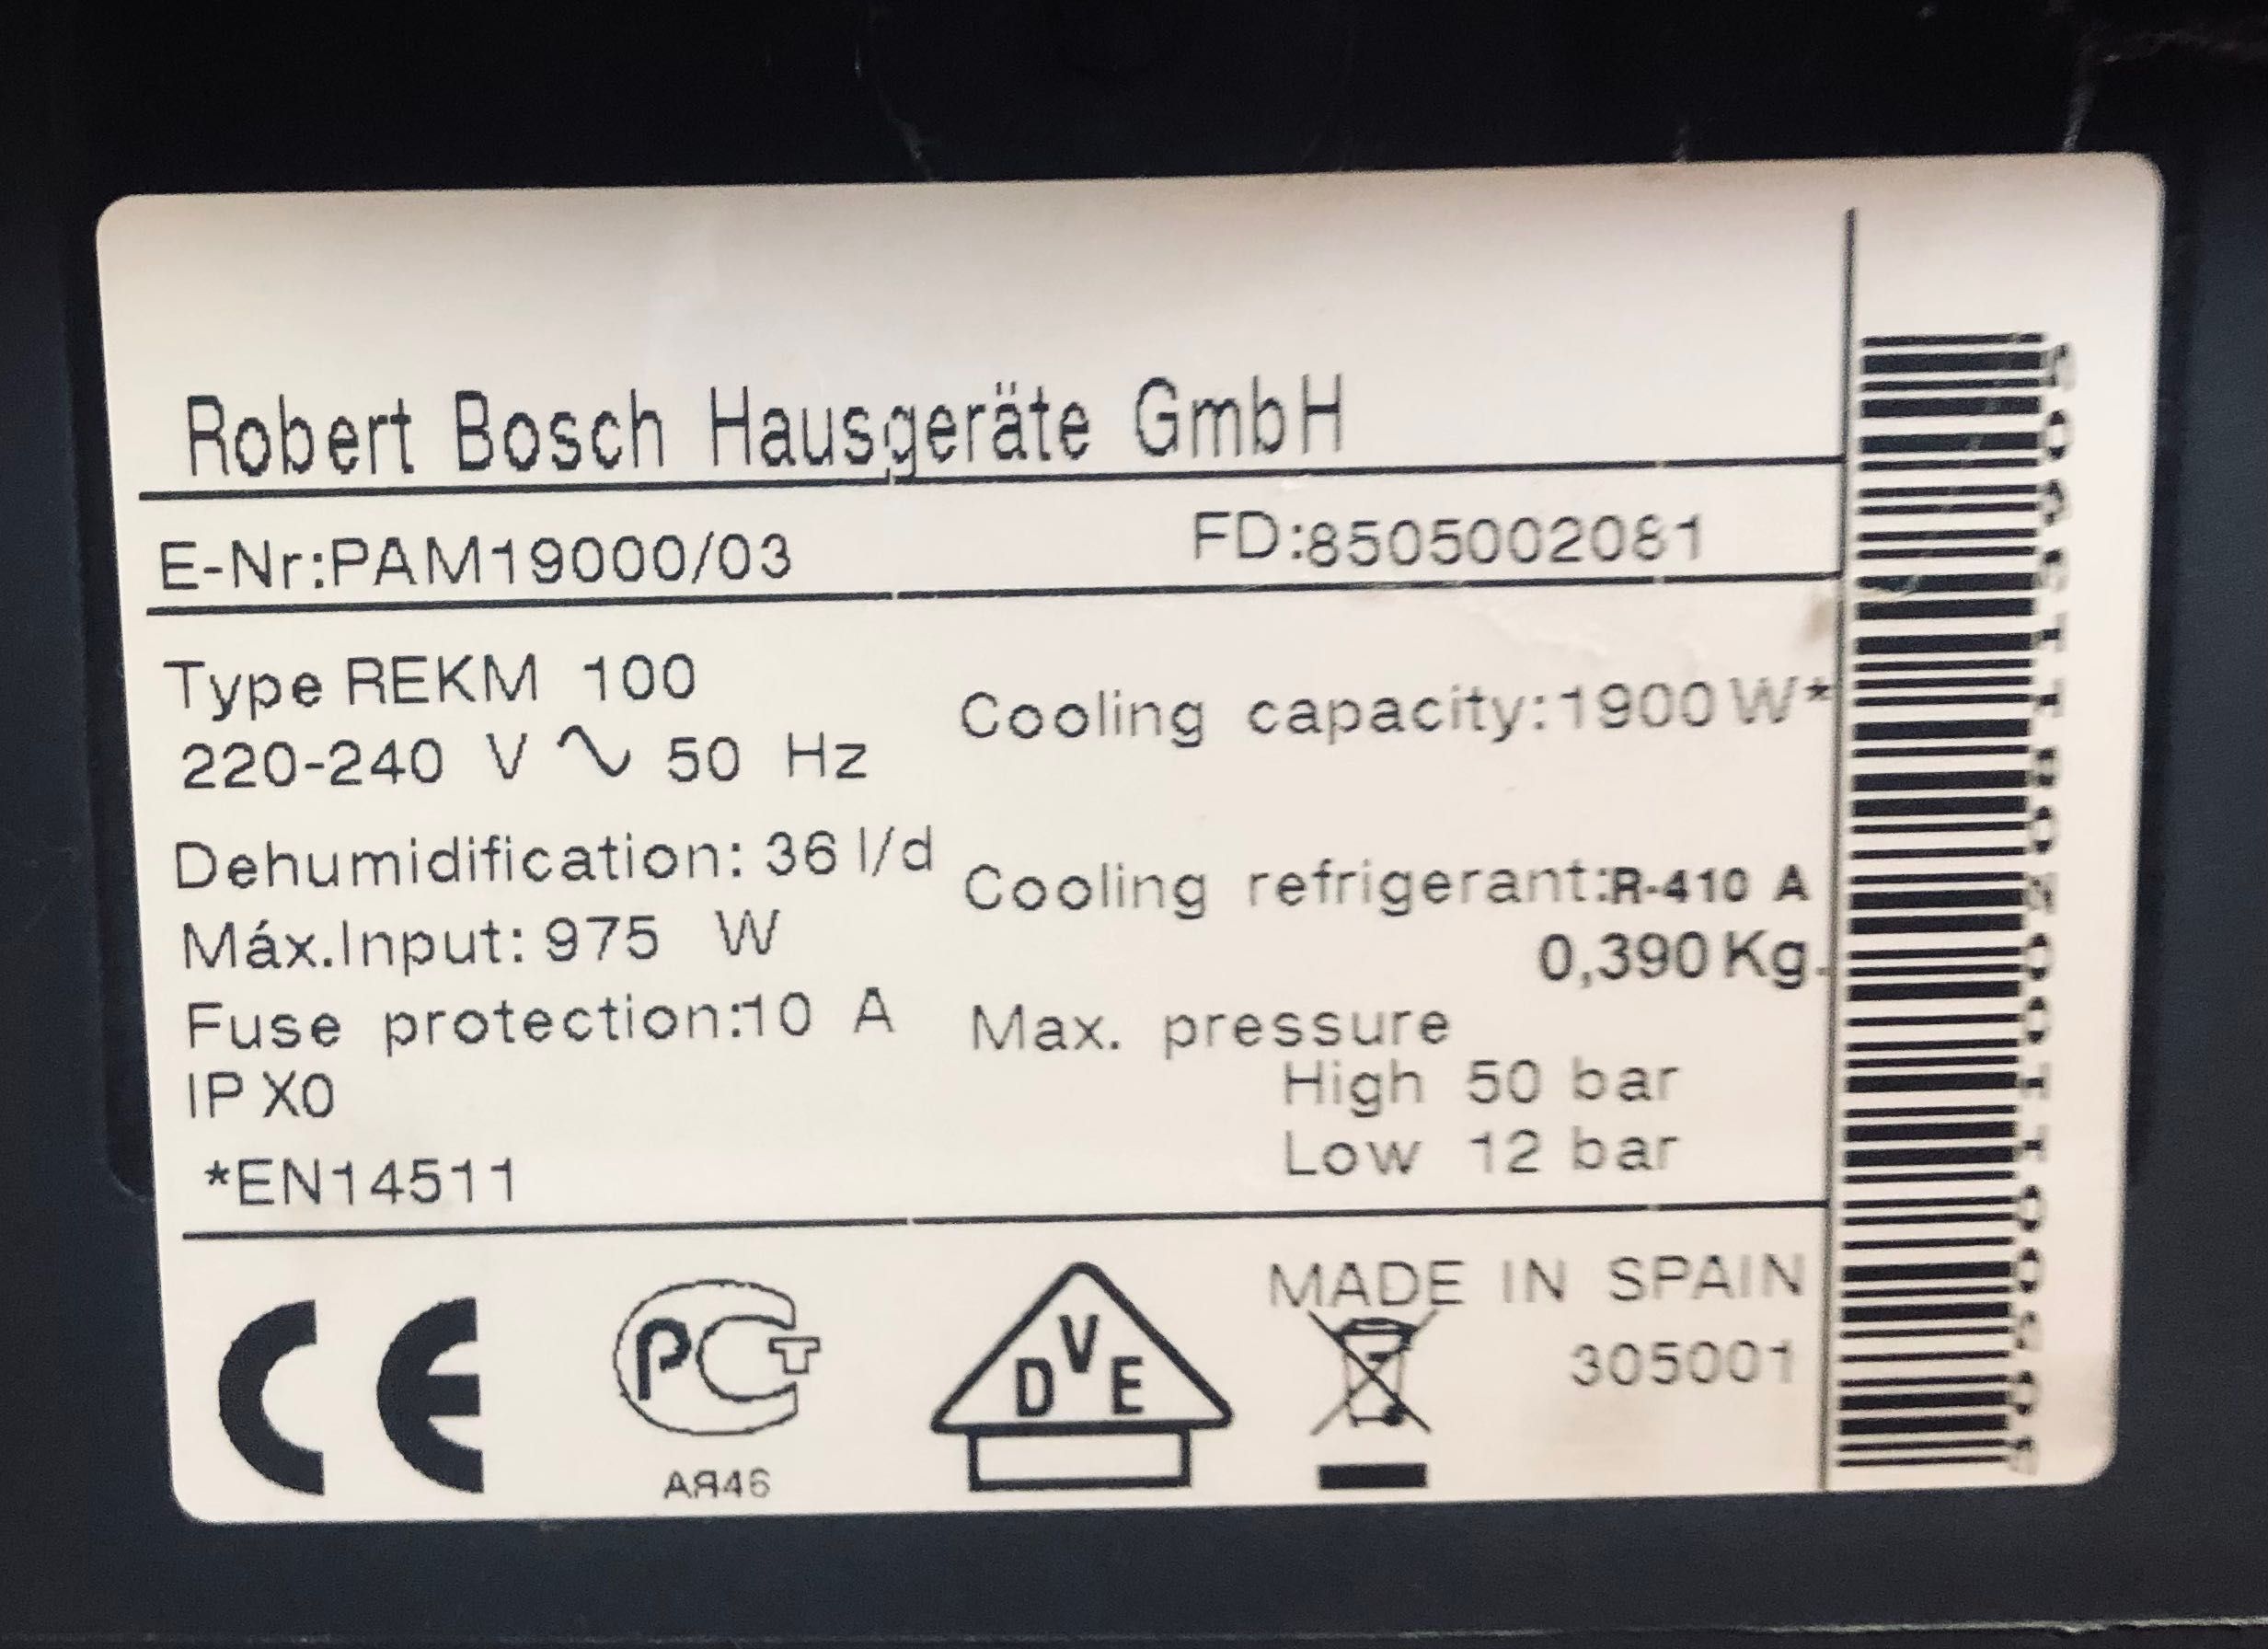 Robert Bosch Hausgeräte GmbH
E-Nr:PAM19000/03 FD:8505002081
Type REKM 100
220-240 V ∿ 50 Hz
Cooling capacity:1900 W*
Dehumidification: 36 l/d
Máx.Input: 975 W
Fuse protection:10 A
IP X0
*EN14511
Cooling refrigerant:R-410 A
0,390 Kg.
Max. pressure
High 50 bar
Low 12 bar
CE
PCT
AЯ46
DVE
MADE IN SPAIN
305001